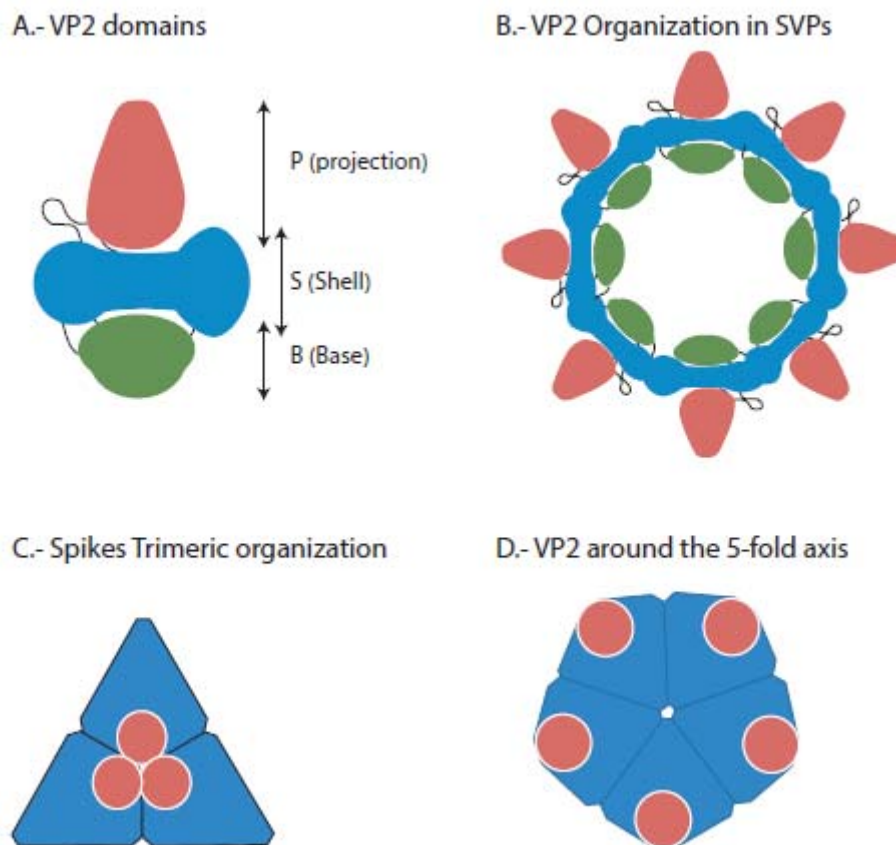 A.- VP2 domains
B.- VP2 Organization in SVPs
P (projection)
S (Shell)
B (Base)
C.- Spikes Trimeric organization
D.- VP2 around the 5-fold axis